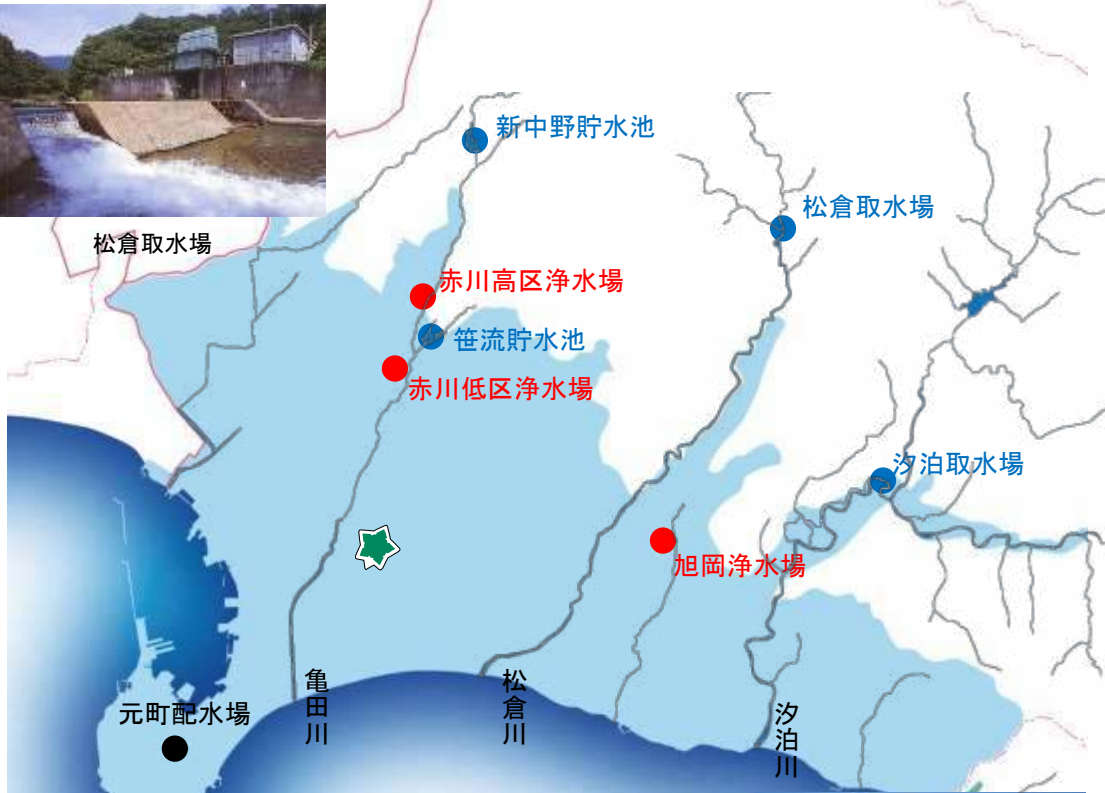 新中野貯水池
松倉取水場
松倉取水場
赤川高区浄水場
笹流貯水池
赤川低区浄水場
汐泊取水場
旭岡浄水場
元町配水場
亀田川
松倉川
汐泊川